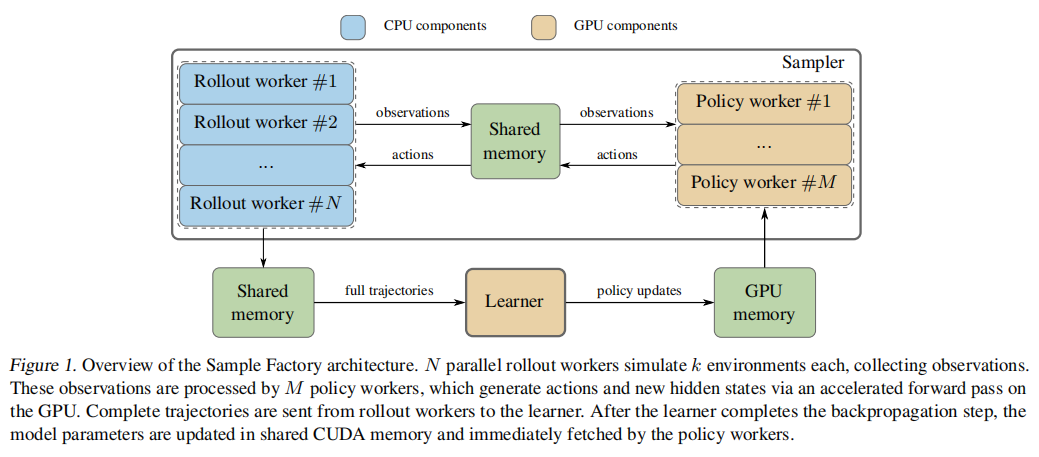 CPU components
GPU components
Sampler
Rollout worker #1
Rollout worker #2
...
Rollout worker #N
observations
actions
Shared
memory
observations
actions
Policy worker #1
...
Policy worker #M
Shared
memory
full trajectories
Learner
policy updates
GPU
memory
Figure 1. Overview of the Sample Factory architecture. N parallel rollout workers simulate k environments each, collecting observations.
These observations are processed by M policy workers, which generate actions and new hidden states via an accelerated forward pass on
the GPU. Complete trajectories are sent from rollout workers to the learner. After the learner completes the backpropagation step, the
model parameters are updated in shared CUDA memory and immediately fetched by the policy workers.